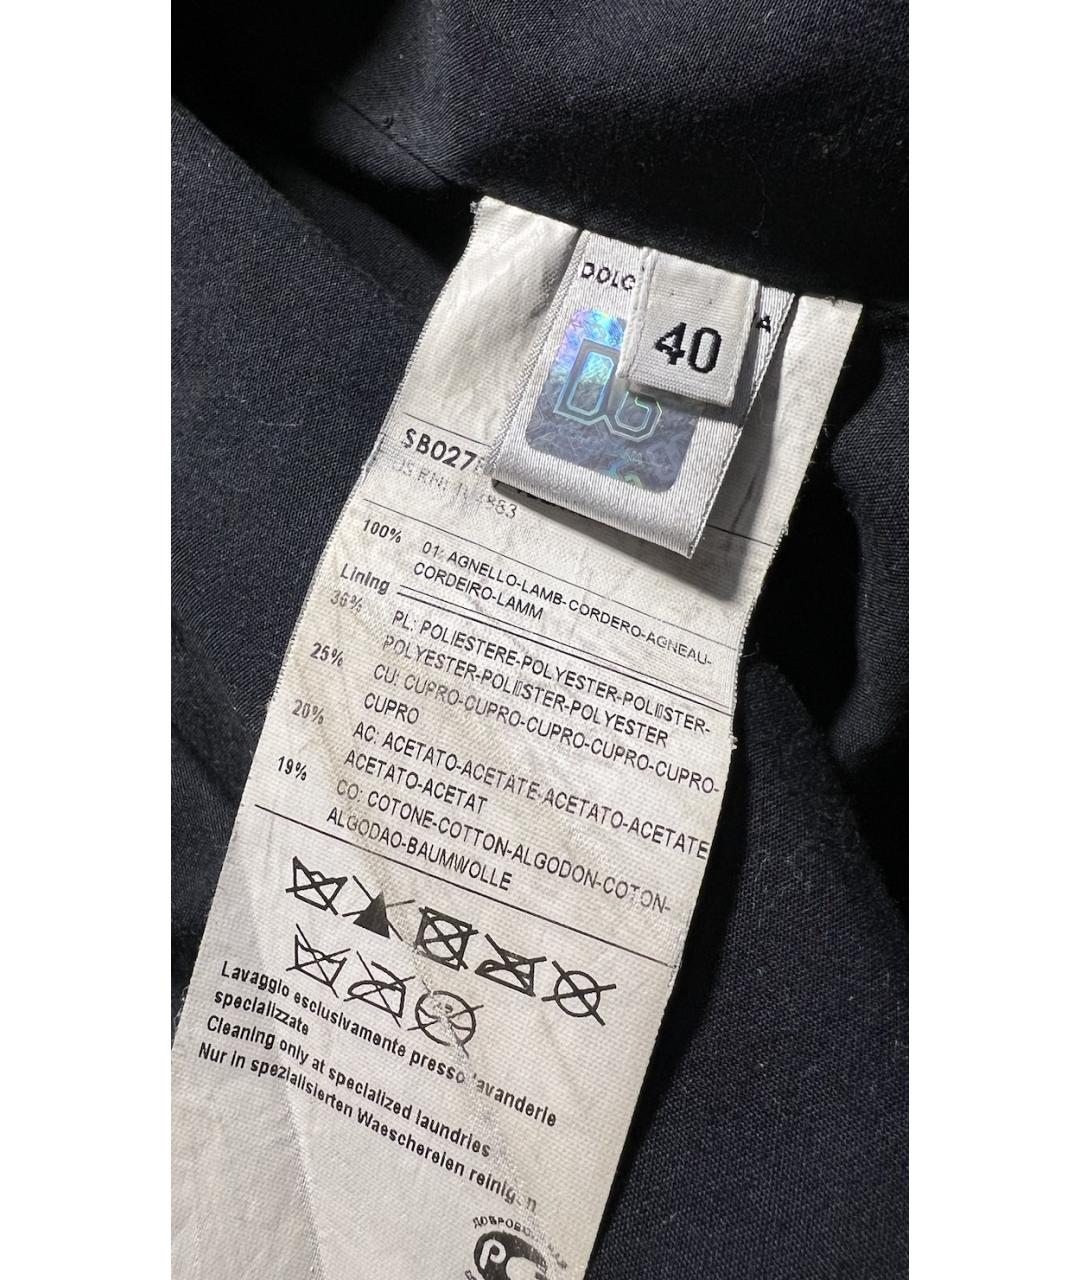 DOLC
A
40
DG
SB027
US RN
100% 01: AGNELLO-LAMB-CORDERO-AGNEAU-
CORDEIRO-LAMM
Lining
36% PL: POLIESTERE-POLYESTER-POLIESTER-
POLYESTER-POLIESTER-POLYESTER
25% CU: CUPRO-CUPRO-CUPRO-CUPRO-CUPRO-
CUPRO
20% AC: ACETATO-ACETATE-ACETATO-ACETATE
ACETATO-ACETAT
19% CO: COTONE-COTTON-ALGODON-COTON-
ALGODAO-BAUMWOLLE
Lavaggio esclusivamente presso lavanderie
specializzate
Cleaning only at specialized laundries
Nur in spezialisierten Waeschereien reinigen